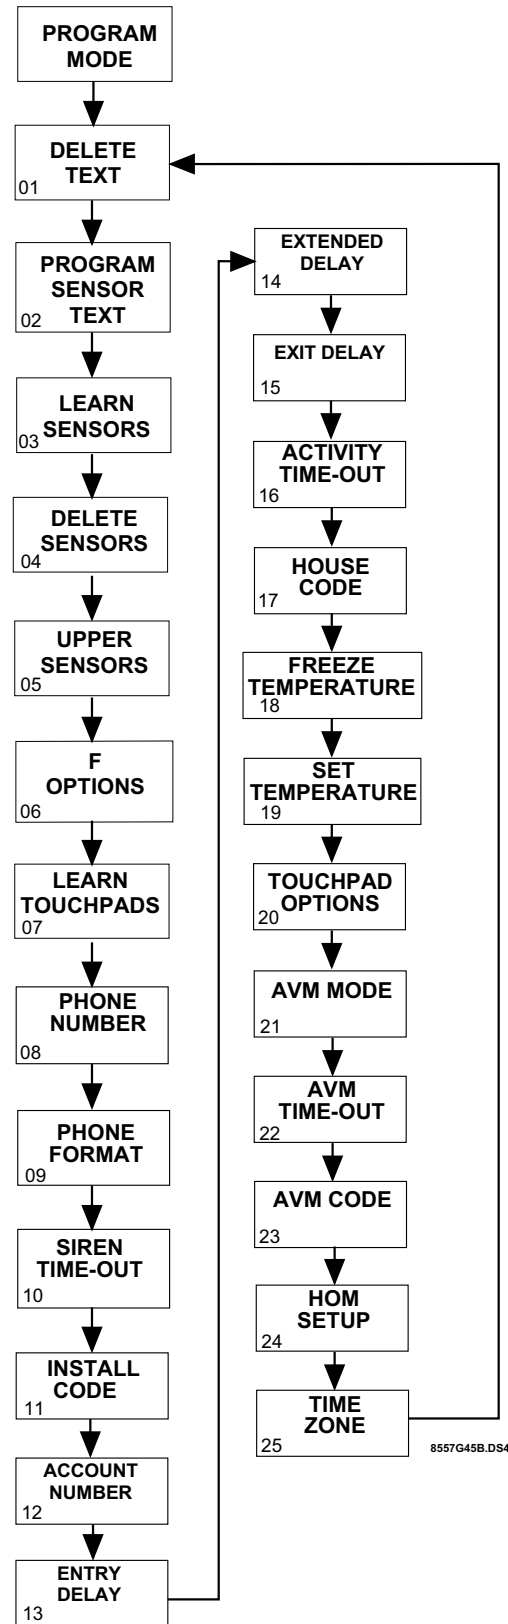 PROGRAM
MODE
DELETE
TEXT
01
PROGRAM
SENSOR
TEXT
02
LEARN
SENSORS
03
DELETE
SENSORS
04
UPPER
SENSORS
05
F
OPTIONS
06
LEARN
TOUCHPADS
07
PHONE
NUMBER
08
PHONE
FORMAT
09
SIREN
TIME-OUT
10
INSTALL
CODE
11
ACCOUNT
NUMBER
12
ENTRY
DELAY
13
EXTENDED
DELAY
14
EXIT DELAY
15
ACTIVITY
TIME-OUT
16
HOUSE
CODE
17
FREEZE
TEMPERATURE
18
SET
TEMPERATURE
19
TOUCHPAD
OPTIONS
20
AVM MODE
21
AVM
TIME-OUT
22
AVM CODE
23
HOM
SETUP
24
TIME
ZONE
25
8557G45B.DS4